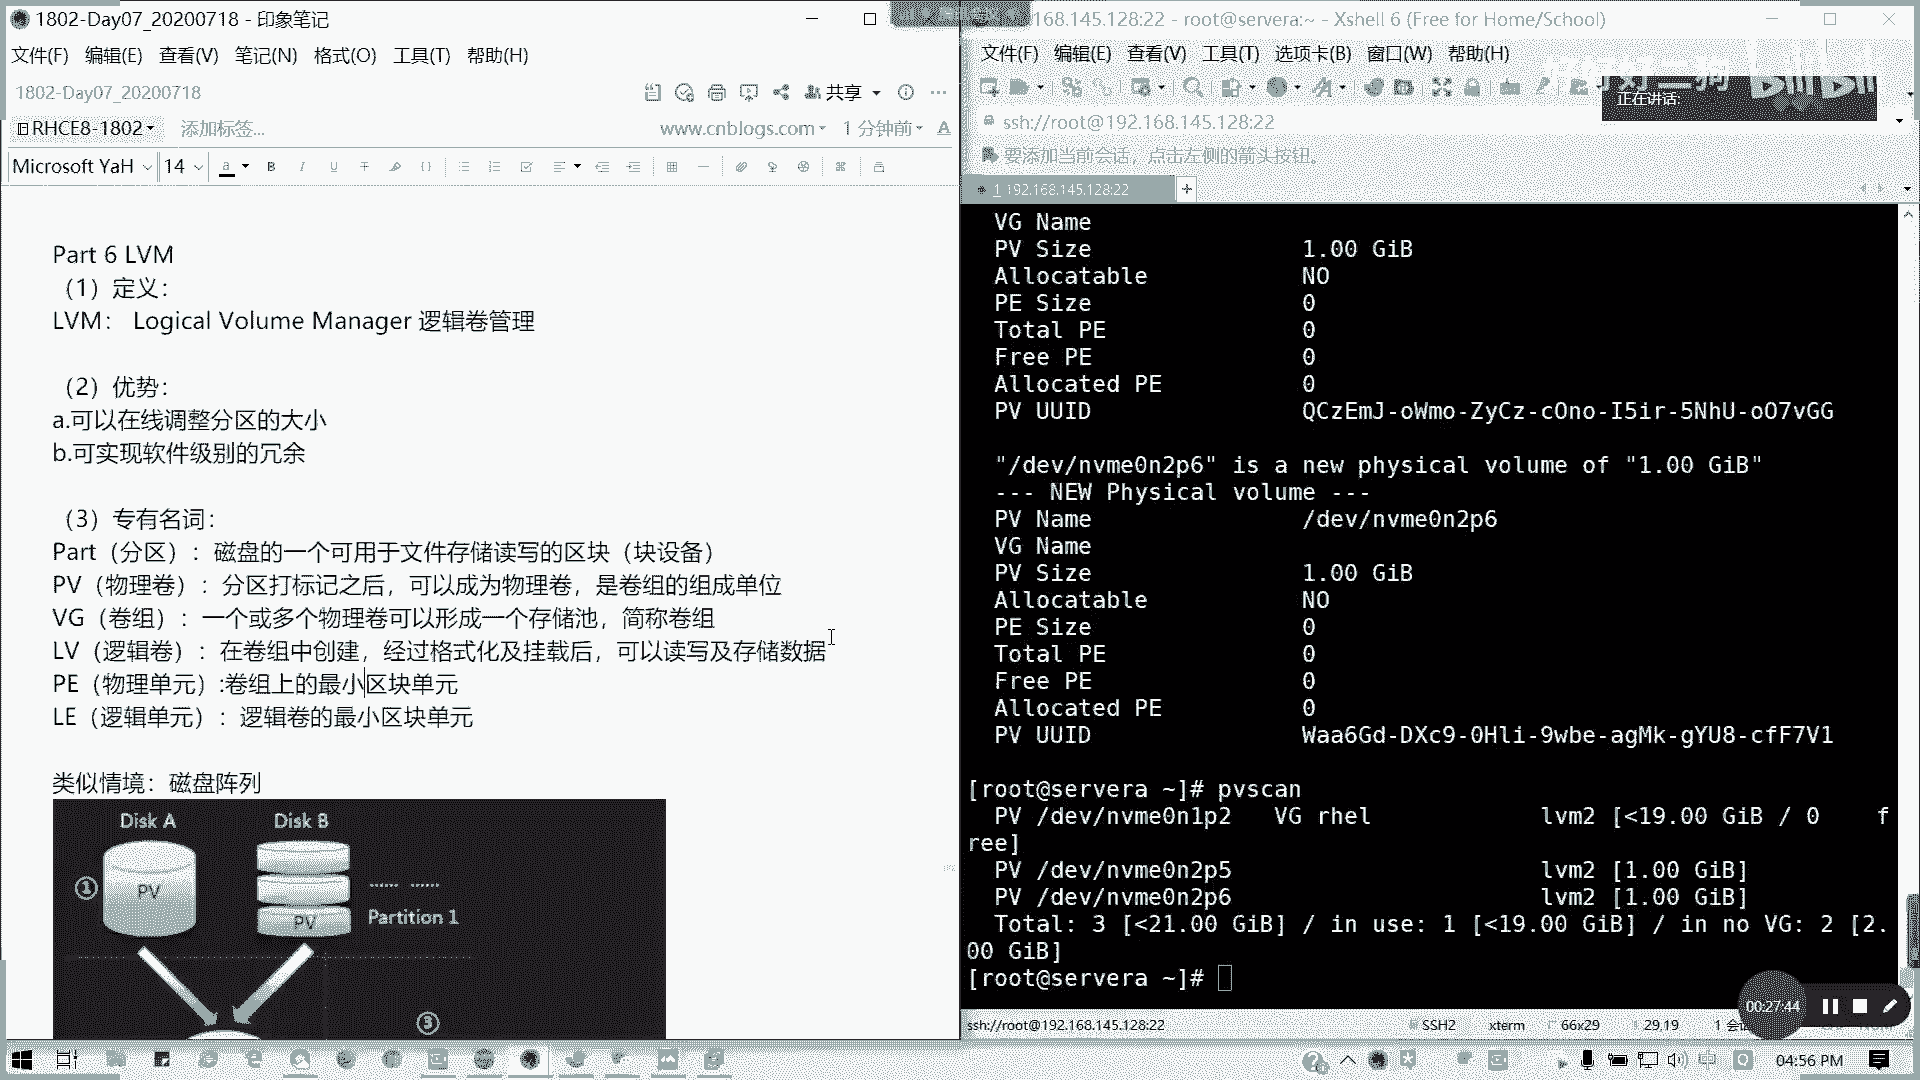 1802-Day07_20200718 - 印象笔记
文件(F) 编辑(E) 查看(V) 笔记(N) 格式(O) 工具(T) 帮助(H)
1802-Day07_20200718
共享
RHCE8-1802 添加标签...
www.cnblogs.com 1 分钟前
Microsoft YaH 14
Part 6 LVM
（1）定义：
LVM： Logical Volume Manager 逻辑卷管理
（2）优势：
a.可以在线调整分区的大小
b.可实现软件级别的冗余
（3）专有名词：
Part（分区）：磁盘的一个可用于文件存储读写的区块（块设备）
PV（物理卷）：分区打标记之后，可以成为物理卷，是卷组的组成单位
VG（卷组）：一个或多个物理卷可以形成一个存储池，简称卷组
LV（逻辑卷）：在卷组中创建，经过格式化及挂载后，可以读写及存储数据
PE（物理单元）:卷组上的最小区块单元
LE（逻辑单元）：逻辑卷的最小区块单元
类似情境：磁盘阵列
Disk A Disk B
① PV PV Partition 1
③
168.145.128:22 - root@servera:~ - Xshell 6 (Free for Home/School)
文件(F) 编辑(E) 查看(V) 工具(T) 选项卡(B) 窗口(W) 帮助(H)
正在讲话:
ssh://root@192.168.145.128:22
要添加当前会话，点击左侧的箭头按钮。
1 192.168.145.128:22
VG Name
PV Size 1.00 GiB
Allocatable NO
PE Size 0
Total PE 0
Free PE 0
Allocated PE 0
PV UUID QCzEmJ-oWmo-ZyCz-cOno-I5ir-5NhU-oO7vGG
"/dev/nvme0n2p6" is a new physical volume of "1.00 GiB"
--- NEW Physical volume ---
PV Name /dev/nvme0n2p6
VG Name
PV Size 1.00 GiB
Allocatable NO
PE Size 0
Total PE 0
Free PE 0
Allocated PE 0
PV UUID Waa6Gd-DXc9-0Hli-9wbe-agMk-gYU8-cfF7V1
[root@servera ~]# pvscan
PV /dev/nvme0n1p2 VG rhel lvm2 [<19.00 GiB / 0 f
ree]
PV /dev/nvme0n2p5 lvm2 [1.00 GiB]
PV /dev/nvme0n2p6 lvm2 [1.00 GiB]
Total: 3 [<21.00 GiB] / in use: 1 [<19.00 GiB] / in no VG: 2 [2.
00 GiB]
[root@servera ~]#
00:27:44
ssh://root@192.168.145.128:22 SSH2 xterm 66x29 29,19
04:56 PM